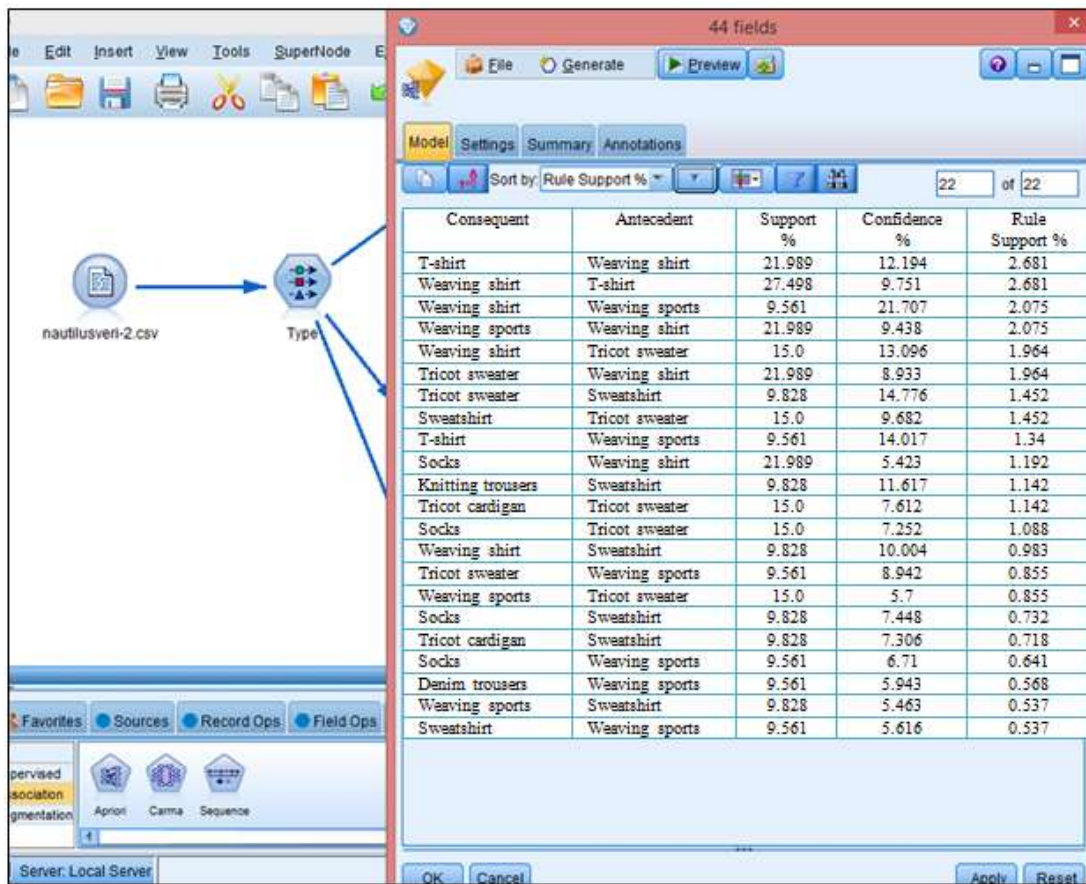 44 fields
le Edit Insert View Tools SuperNode E
File Generate Preview
Model Settings Summary Annotations
Sort by: Rule Support % 22 of 22
Consequent Antecedent Support % Confidence % Rule Support %
T-shirt Weaving shirt 21.989 12.194 2.681
Weaving shirt T-shirt 27.498 9.751 2.681
Weaving shirt Weaving sports 9.561 21.707 2.075
Weaving sports Weaving shirt 21.989 9.438 2.075
Weaving shirt Tricot sweater 15.0 13.096 1.964
Tricot sweater Weaving shirt 21.989 8.933 1.964
Tricot sweater Sweatshirt 9.828 14.776 1.452
Sweatshirt Tricot sweater 15.0 9.682 1.452
T-shirt Weaving sports 9.561 14.017 1.34
Socks Weaving shirt 21.989 5.423 1.192
Knitting trousers Sweatshirt 9.828 11.617 1.142
Tricot cardigan Tricot sweater 15.0 7.612 1.142
Socks Tricot sweater 15.0 7.252 1.088
Weaving shirt Sweatshirt 9.828 10.004 0.983
Tricot sweater Weaving sports 9.561 8.942 0.855
Weaving sports Tricot sweater 15.0 5.7 0.855
Socks Sweatshirt 9.828 7.448 0.732
Tricot cardigan Sweatshirt 9.828 7.306 0.718
Socks Weaving sports 9.561 6.71 0.641
Denim trousers Weaving sports 9.561 5.943 0.568
Weaving sports Sweatshirt 9.828 5.463 0.537
Sweatshirt Weaving sports 9.561 5.616 0.537
nautilusveri-2.csv Type
Favorites Sources Record Ops Field Ops
pervised
ssociation
gmentation
Apriori Carma Sequence
Server: Local Server
OK Cancel Apply Reset